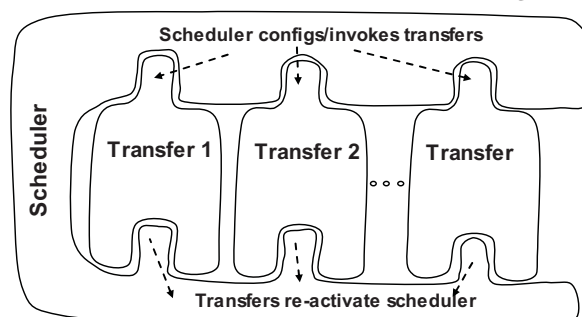 Scheduler configs/invokes transfers
Scheduler
Transfer 1
Transfer 2
Transfer
Transfers re-activate scheduler